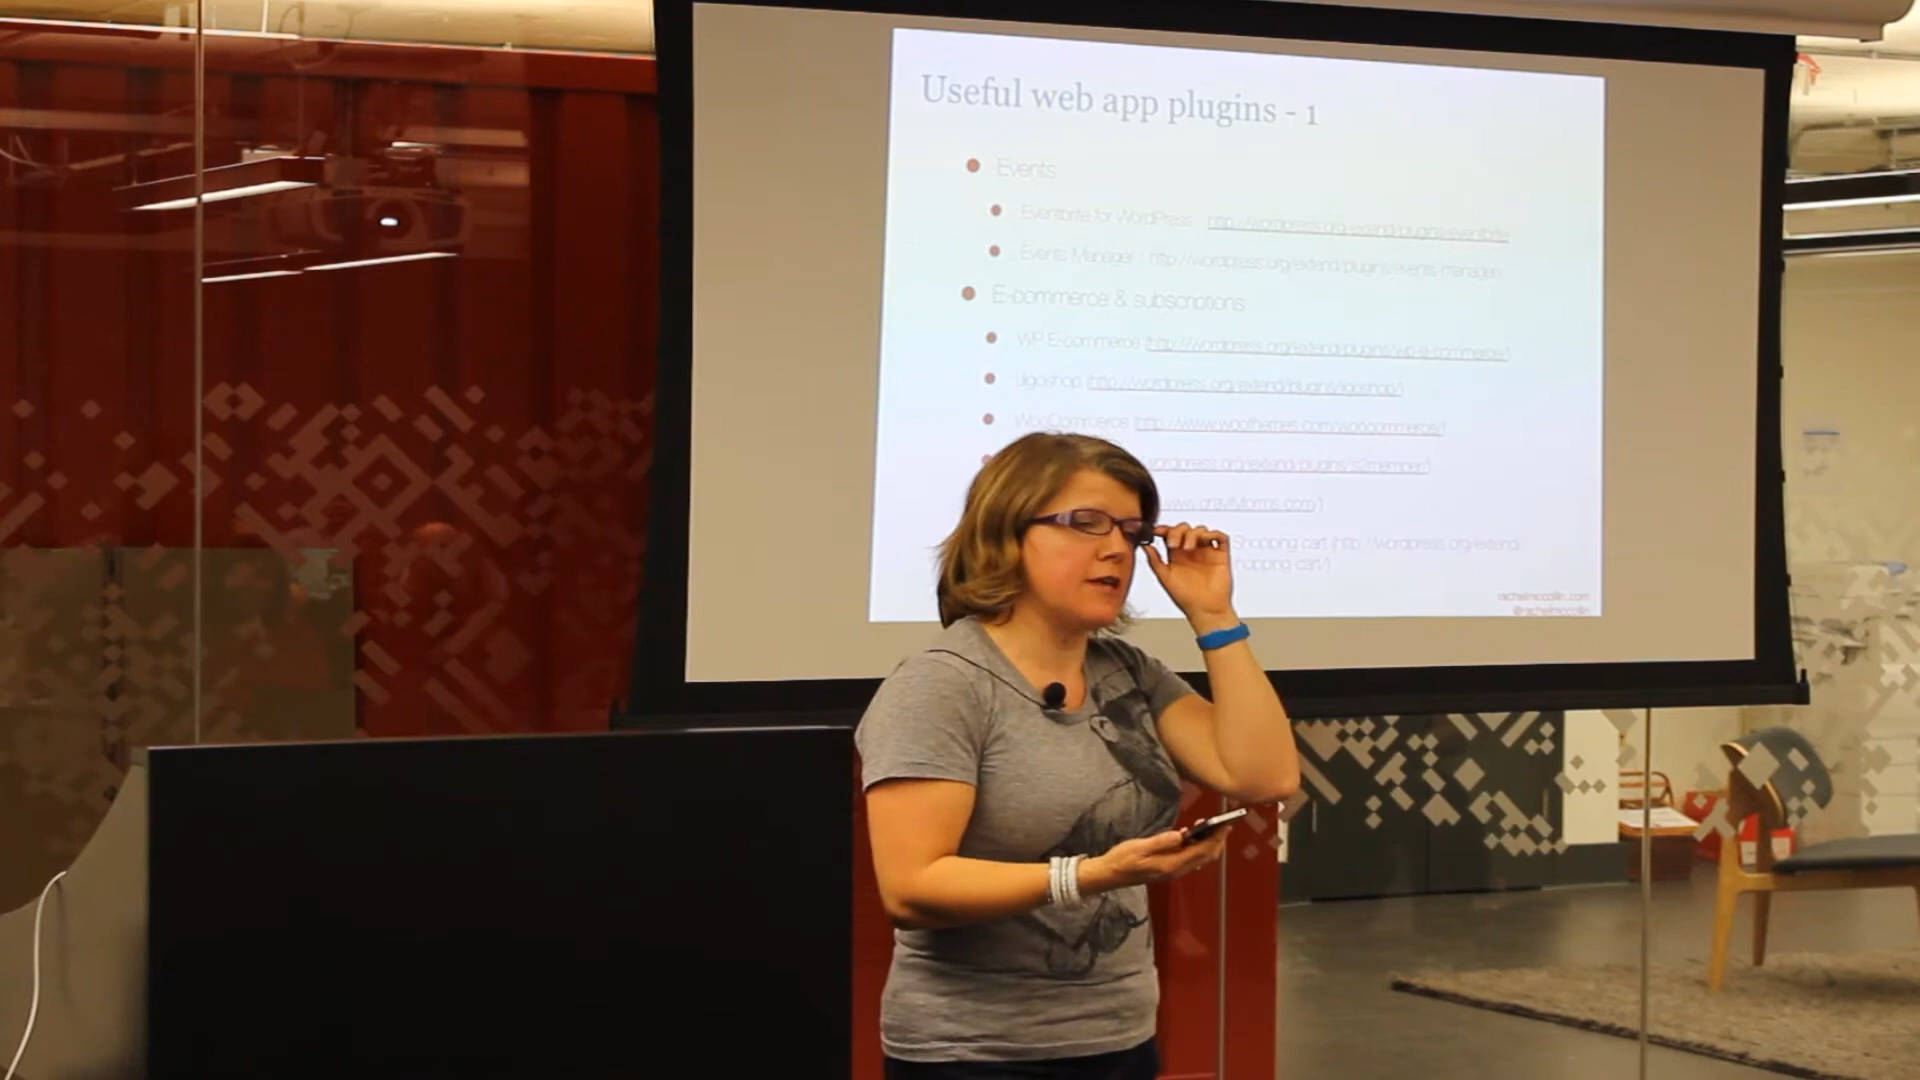 Useful web app plugins - 1
Events
Eventbrite for WordPress : http://wordpress.org/extend/plugins/eventbrite
Events Manager : http://wordpress.org/extend/plugins/events-manager/
E-commerce & subscriptions
WP E-commerce (http://wordpress.org/extend/plugins/wp-e-commerce/)
Jigoshop (http://wordpress.org/extend/plugins/jigoshop/)
WooCommerce (http://www.woothemes.com/woocommerce/)
wordpress.org/extend/plugins/s2member/)
www.gravityforms.com/)
Shopping cart (http://wordpress.org/extend/
hopping-cart/)
rachelmccollin.com
@rachelmccollin